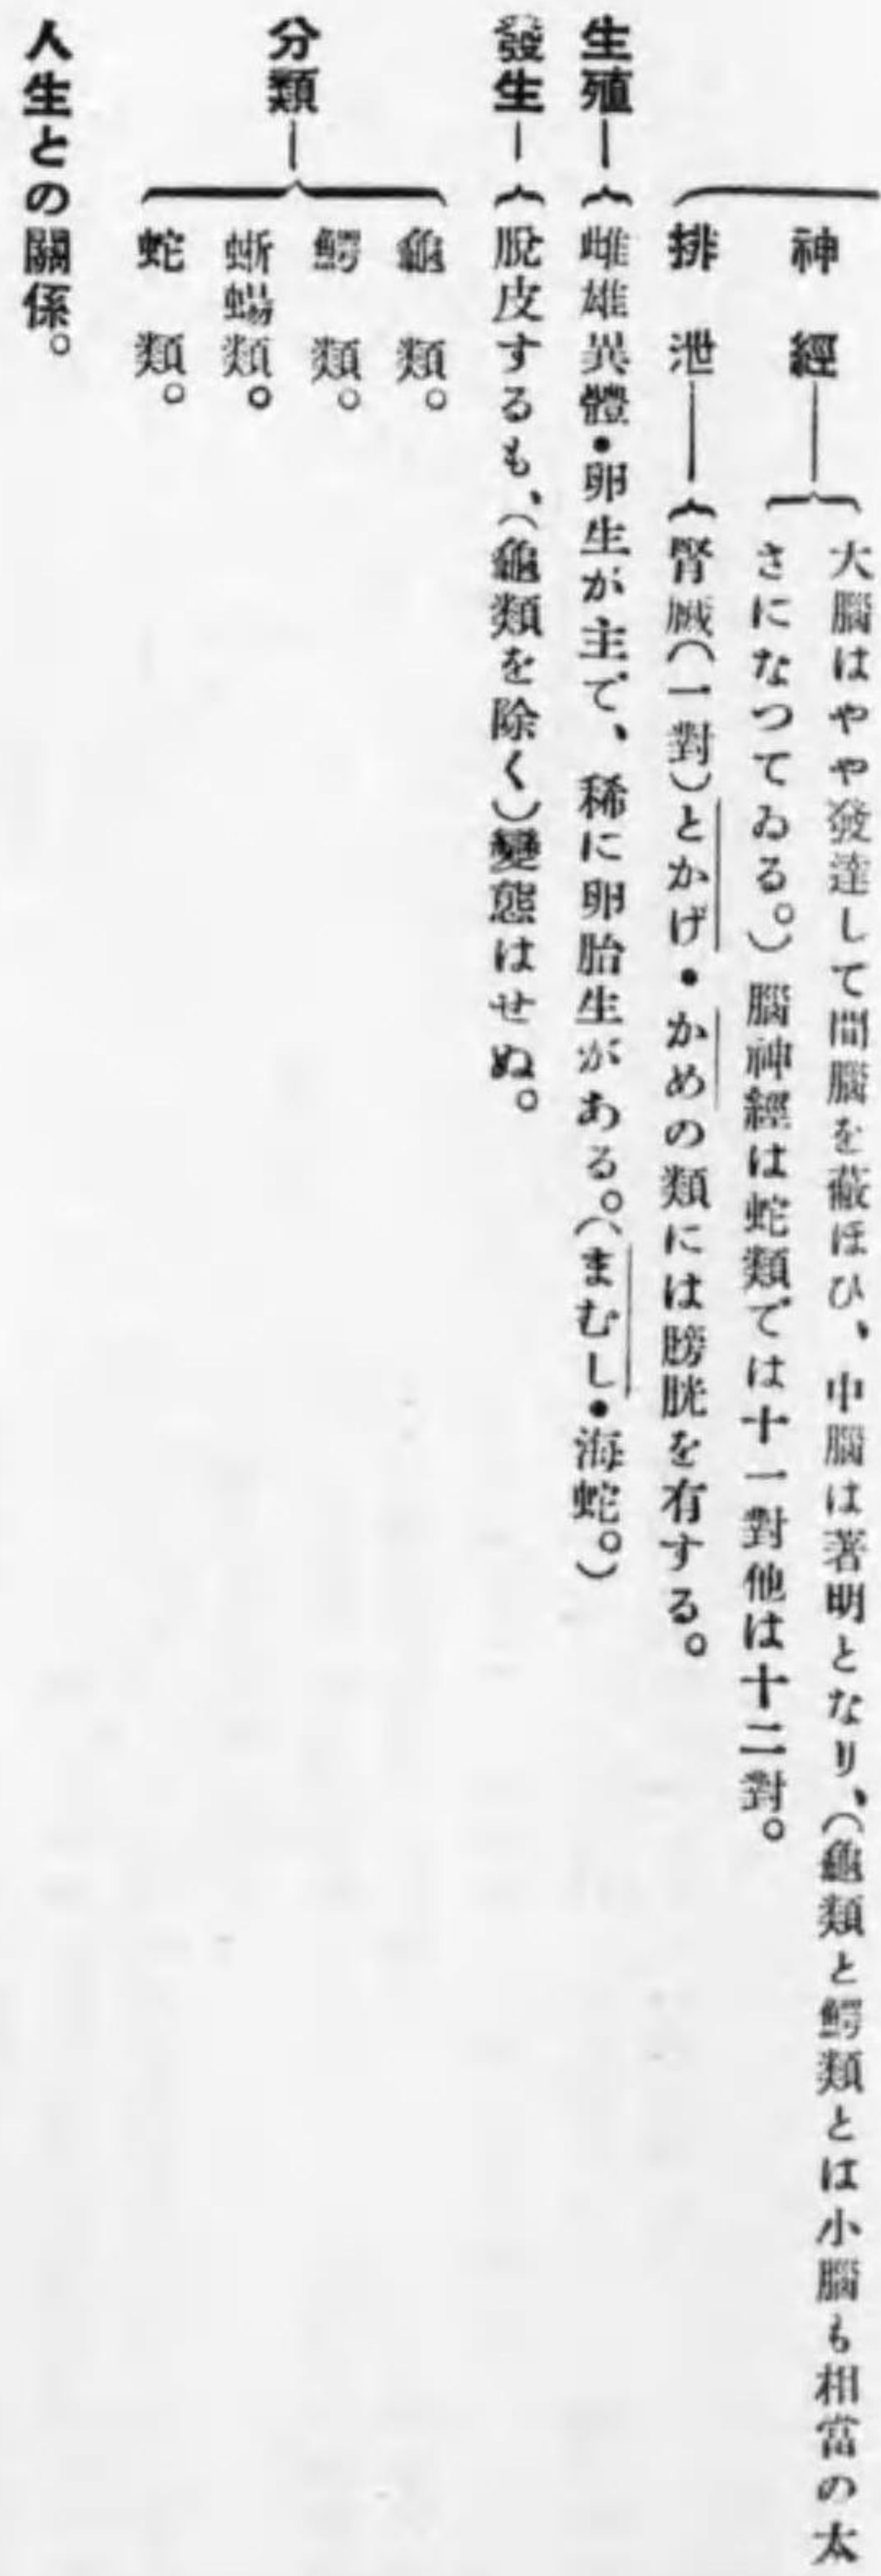 神經
大腦はやや發達して間腦を蔽ほひ、中腦は著明となり、(龜類と鰐類とは小腦も相當の太
さになつてゐる。)腦神經は蛇類では十一對他は十二對。
排泄
腎臟(一對)とかげ・かめの類には膀胱を有する。
生殖
雌雄異體・卵生が主で、稀に卵胎生がある。(まむし・海蛇。)
發生
脫皮するも、(龜類を除く)變態はせぬ。
分類
龜類。
鰐類。
蜥蜴類。
蛇類。
人生との關係。